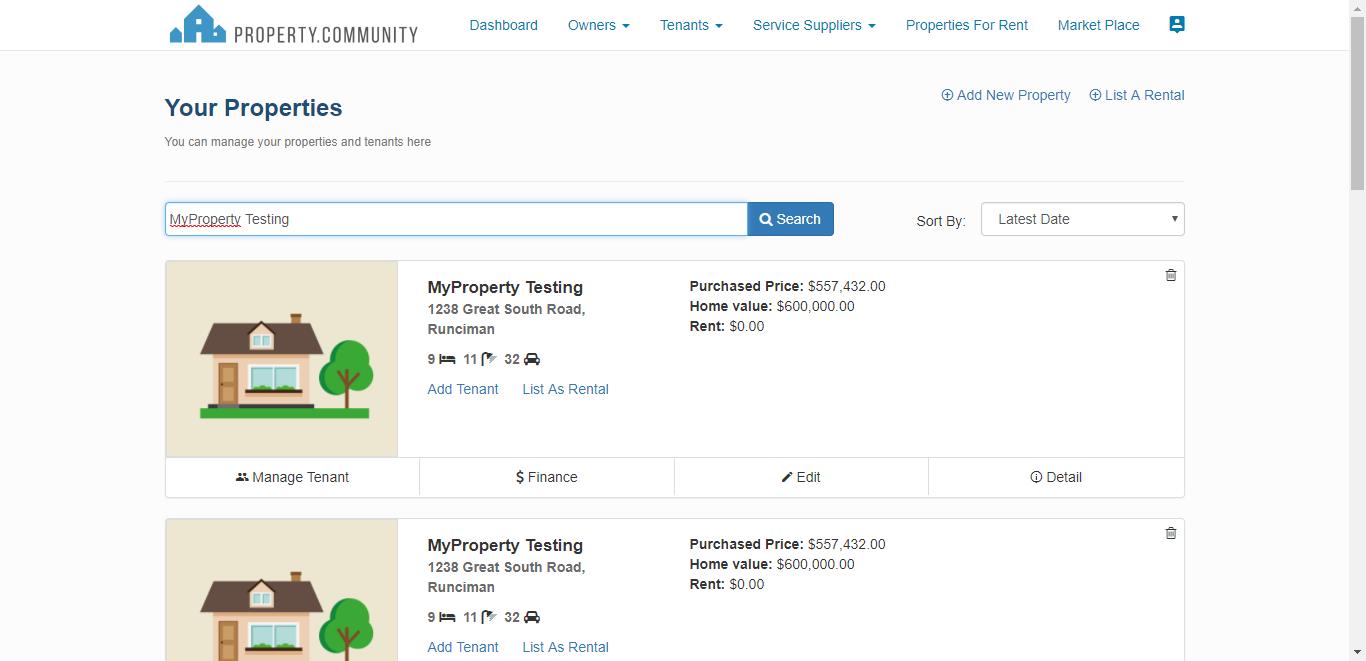 PROPERTY.COMMUNITY Dashboard Owners Tenants Service Suppliers Properties For Rent Market Place
Your Properties
Add New Property List A Rental
You can manage your properties and tenants here
MyProperty Testing Search Sort By: Latest Date
MyProperty Testing
1238 Great South Road,
Runciman
9 11 32
Add Tenant List As Rental
Purchased Price: $557,432.00
Home value: $600,000.00
Rent: $0.00
Manage Tenant $ Finance Edit Detail
MyProperty Testing
1238 Great South Road,
Runciman
9 11 32
Add Tenant List As Rental
Purchased Price: $557,432.00
Home value: $600,000.00
Rent: $0.00